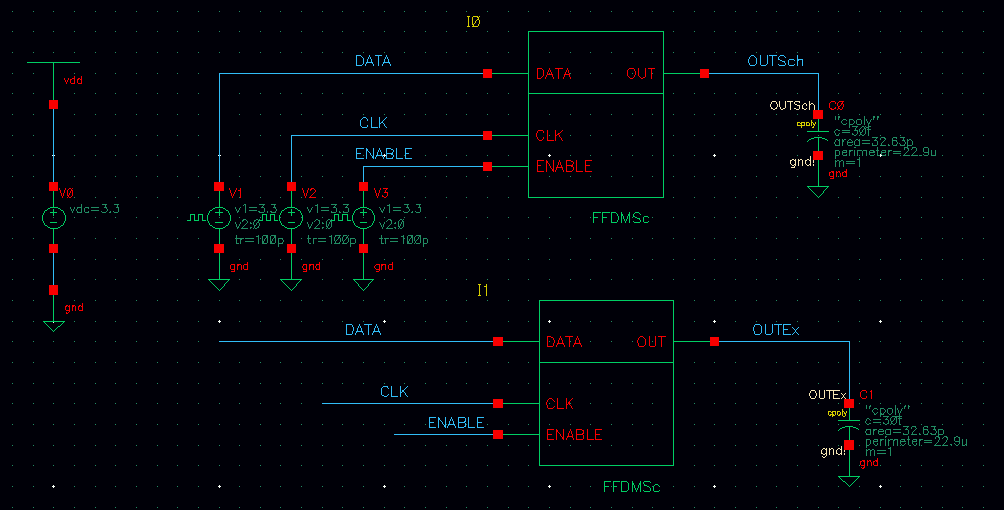 I0
DATA
OUTSch
DATA
OUT
vdd
CLK
CLK
ENABLE
ENABLE
OUTSch
C0
cpoly
"cpoly"
c=30f
area=32.63p
perimeter=22.9u
m=1
gnd!
gnd
V0
vdc=3.3
V1
v1=3.3
v2:0
tr=100p
gnd
V2
v1=3.3
v2:0
tr=100p
gnd
V3
v1=3.3
v2:0
tr=100p
gnd
FFDMSc
gnd
I1
DATA
OUTEx
DATA
OUT
CLK
CLK
ENABLE
ENABLE
OUTEx
C1
cpoly
"cpoly"
c=30f
area=32.63p
perimeter=22.9u
m=1
gnd!
gnd
FFDMSc